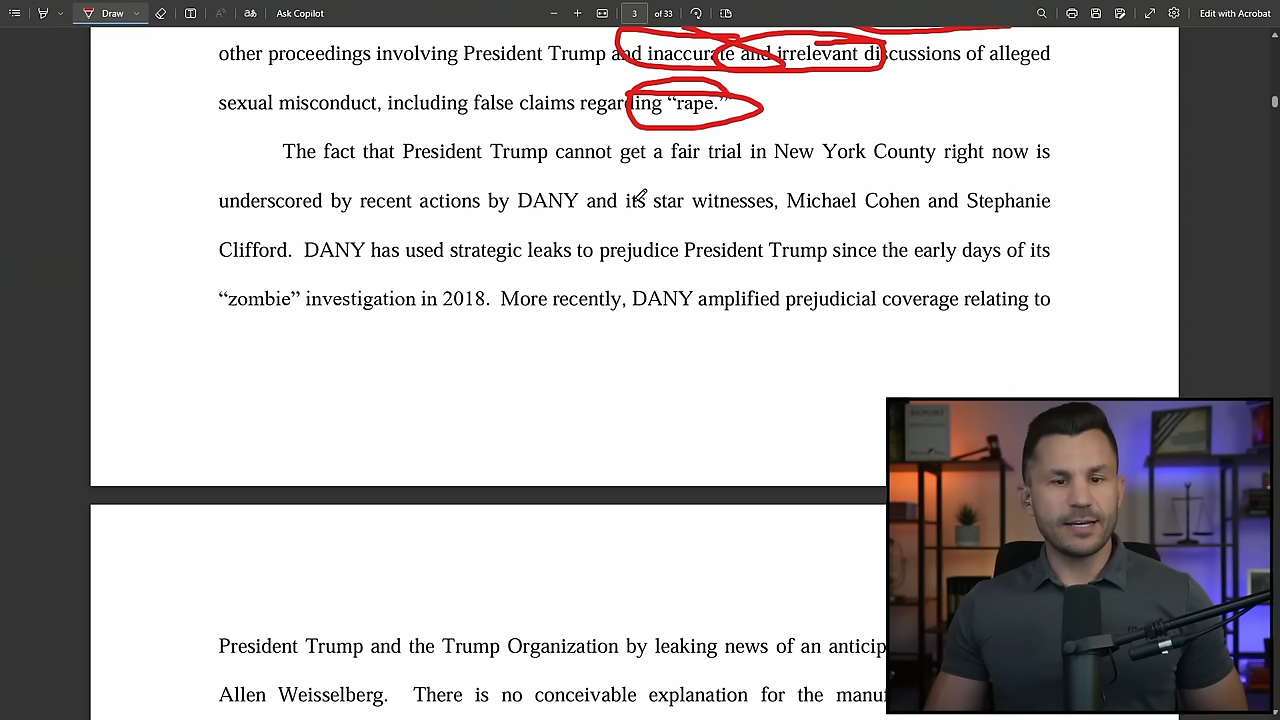 Draw
Ask Copilot
3 of 33
Edit with Acrobat
other proceedings involving President Trump and inaccurate and irrelevant discussions of alleged
sexual misconduct, including false claims regarding “rape.”
The fact that President Trump cannot get a fair trial in New York County right now is
underscored by recent actions by DANY and its star witnesses, Michael Cohen and Stephanie
Clifford. DANY has used strategic leaks to prejudice President Trump since the early days of its
“zombie” investigation in 2018. More recently, DANY amplified prejudicial coverage relating to
President Trump and the Trump Organization by leaking news of an
Allen Weisselberg. There is no conceivable explanation for the